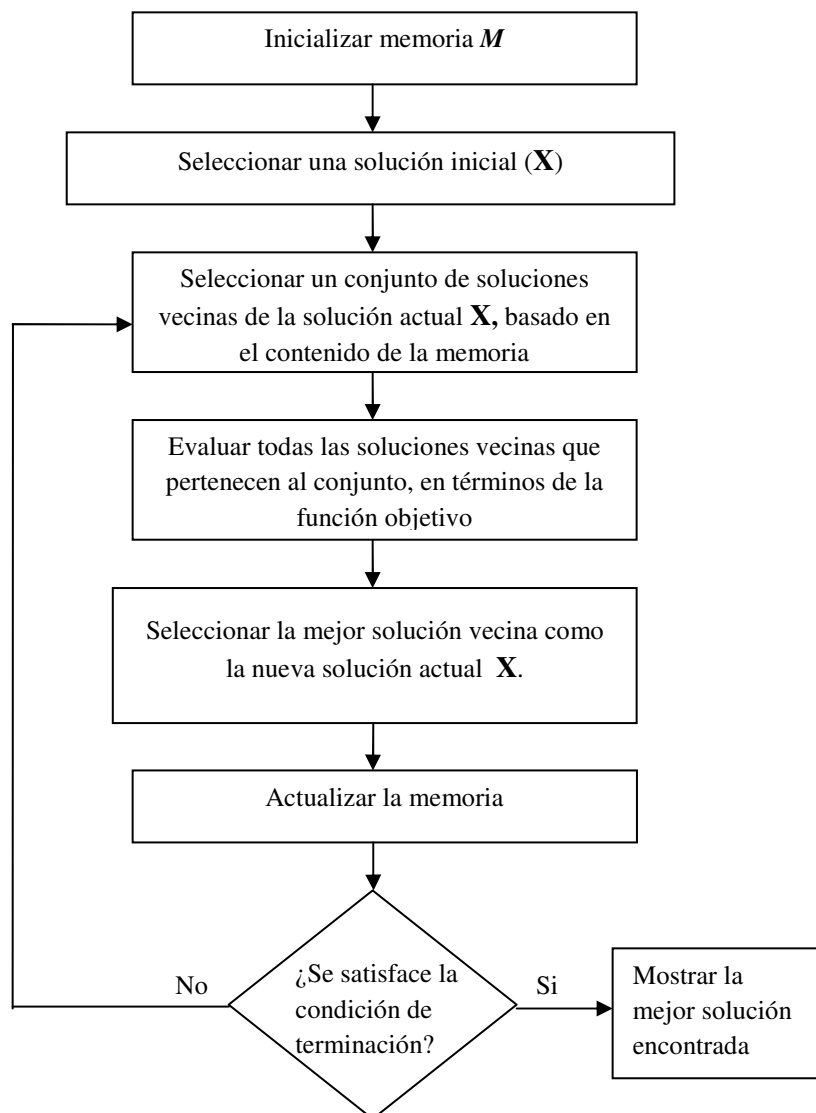 Inicializar memoria M
Seleccionar una solución inicial (X)
Seleccionar un conjunto de soluciones
vecinas de la solución actual X, basado en
el contenido de la memoria
Evaluar todas las soluciones vecinas que
pertenecen al conjunto, en términos de la
función objetivo
Seleccionar la mejor solución vecina como
la nueva solución actual X.
Actualizar la memoria
No
¿Se satisface la
condición de
terminación?
Si
Mostrar la
mejor solución
encontrada